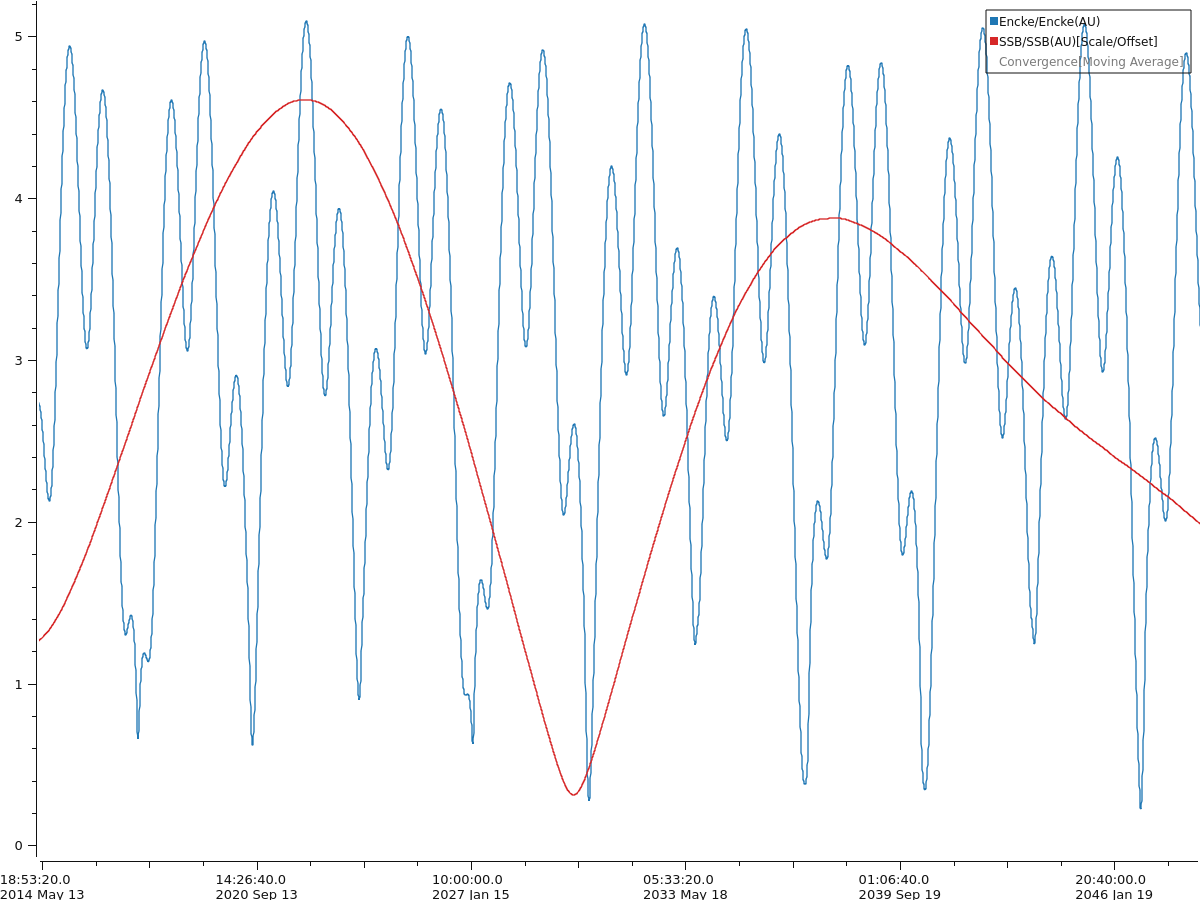 Encke/Encke(AU)
SSB/SSB(AU)[Scale/Offset]
Convergence[Moving Average]
5
4
3
2
1
0
18:53:20.0 14:26:40.0 10:00:00.0 05:33:20.0 01:06:40.0 20:40:00.0
2014 May 13 2020 Sep 13 2027 Jan 15 2033 May 18 2039 Sep 19 2046 Jan 19